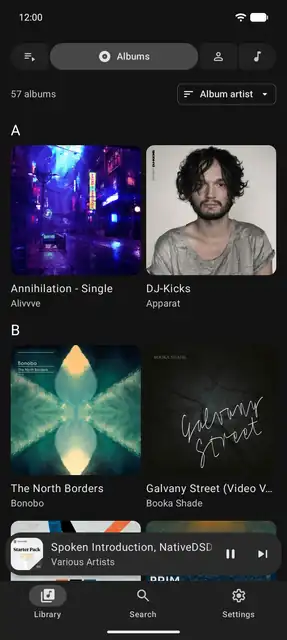 12:00
Albums
57 albums
Album artist
A
Annihilation - Single
DJ-Kicks
Alivvve
Apparat
B
Bonobo
The North Borders
BOOKA SHADE
Galvany
Street
The North Borders
Galvany Street (Video V...
Bonobo
Booka Shade
Starter Pack
Spoken Introduction, NativeDSD
Various Artists
Library
Search
Settings